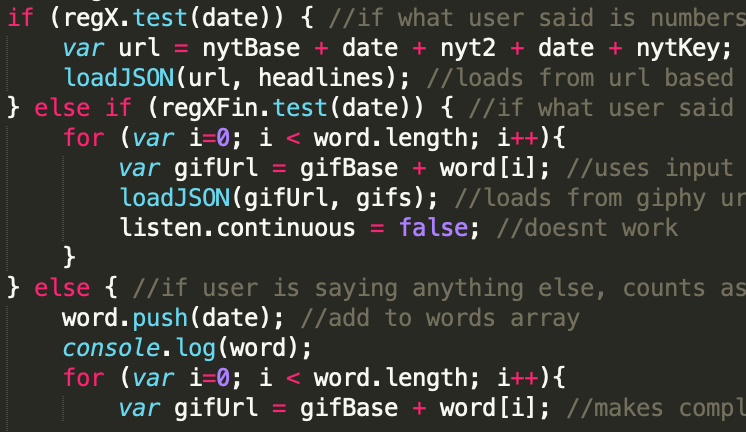 if (regX.test(date)) { //if what user said is numbers
var url = nytBase + date + nyt2 + date + nytKey;
loadJSON(url, headlines); //loads from url based
} else if (regXFin.test(date)) { //if what user said
for (var i=0; i < word.length; i++){
var gifUrl = gifBase + word[i]; //uses input
loadJSON(gifUrl, gifs); //loads from giphy ur
listen.continuous = false; //doesnt work
}
} else { //if user is saying anything else, counts as
word.push(date); //add to words array
console.log(word);
for (var i=0; i < word.length; i++){
var gifUrl = gifBase + word[i]; //makes compl